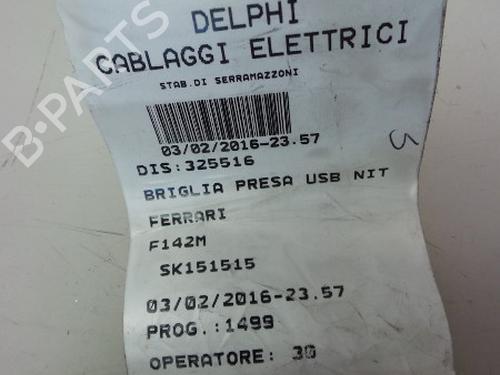 DELPHI
CABLAGGI ELETTRICI
STAB.DI SERRAMAZZONI
03/02/2016-23.57
DIS:325516
BRIGLIA PRESA USB NIT
FERRARI
F142M
SK151515
03/02/2016-23.57
PROG.:1499
OPERATORE: 30
B-PARTS